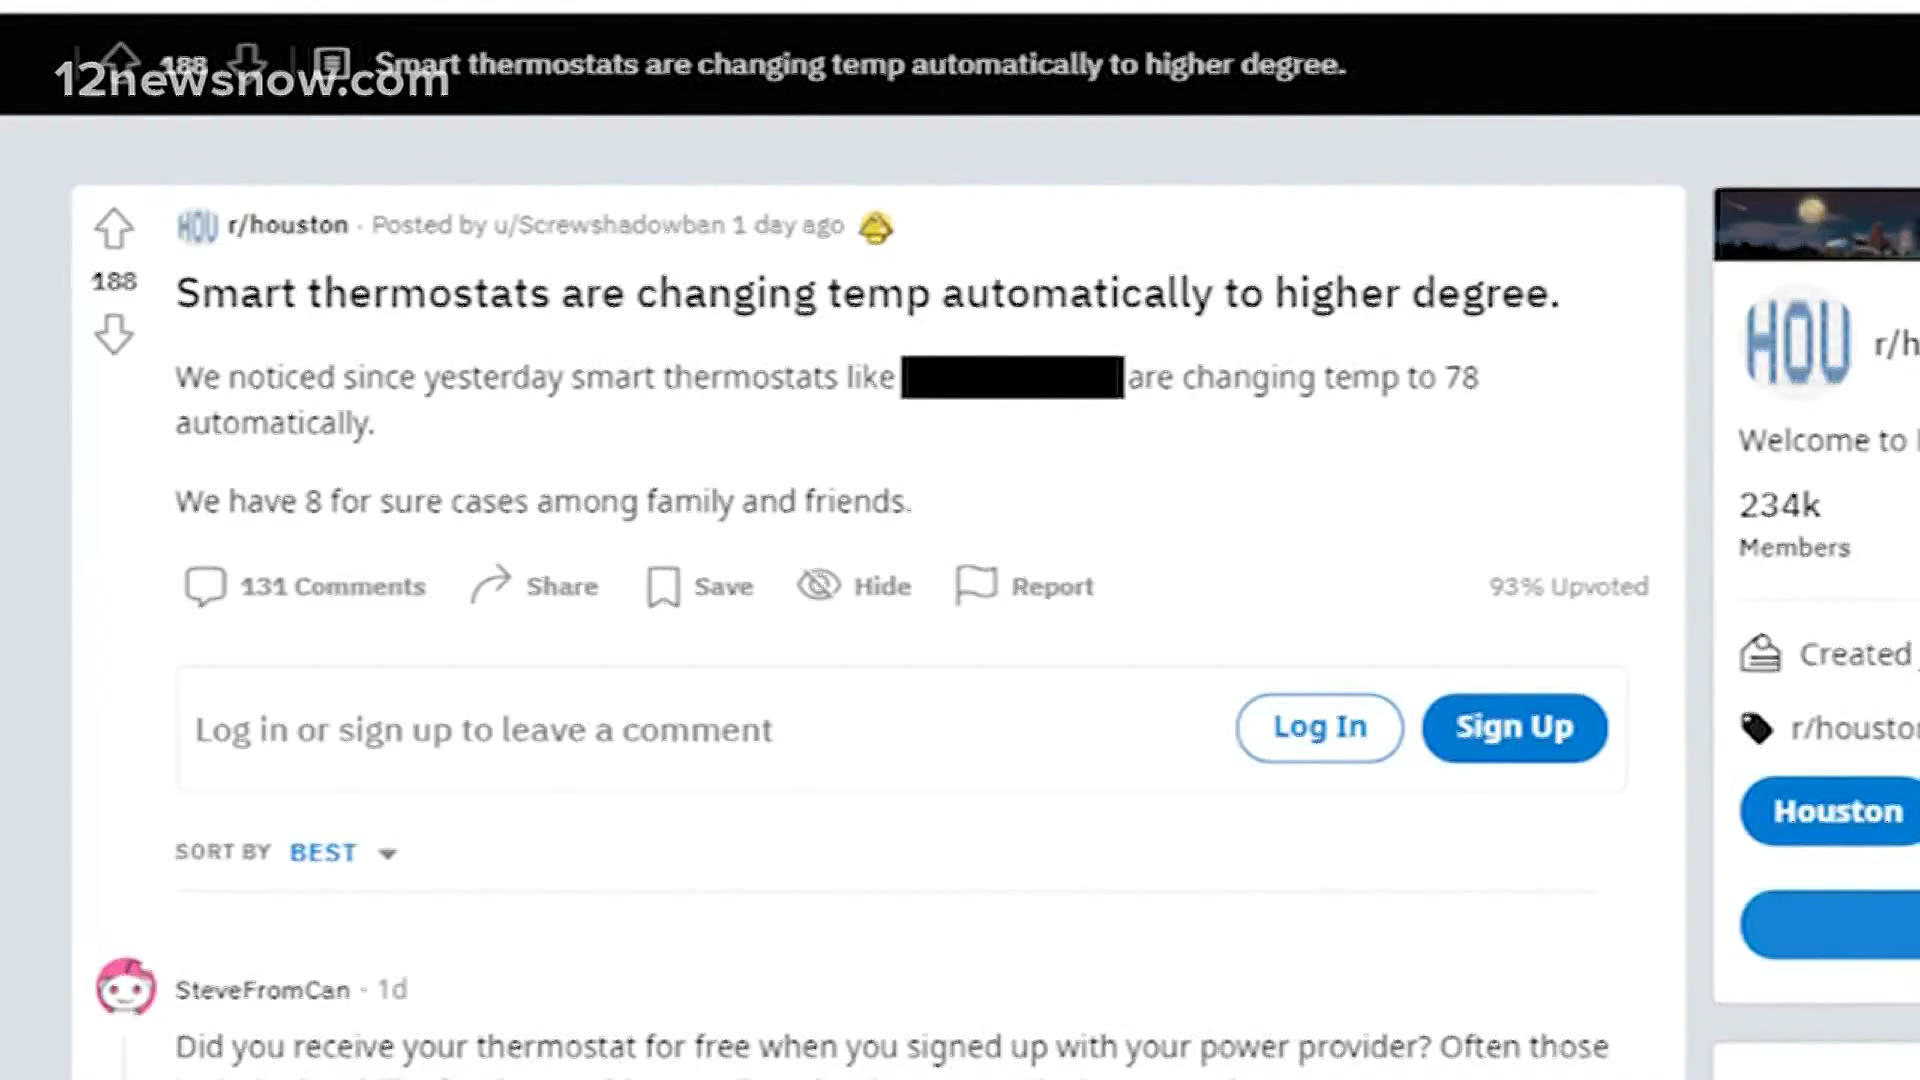 188 Smart thermostats are changing temp automatically to higher degree.
12newsnow.com
HOU r/houston · Posted by u/Screwshadowban 1 day ago
188
Smart thermostats are changing temp automatically to higher degree.
We noticed since yesterday smart thermostats like are changing temp to 78
automatically.
We have 8 for sure cases among family and friends.
131 Comments Share Save Hide Report 93% Upvoted
Log in or sign up to leave a comment Log In Sign Up
SORT BY BEST
SteveFromCan · 1d
Did you receive your thermostat for free when you signed up with your power provider? Often those
HOU r/h
Welcome to
234k
Members
Created
r/houston
Houston